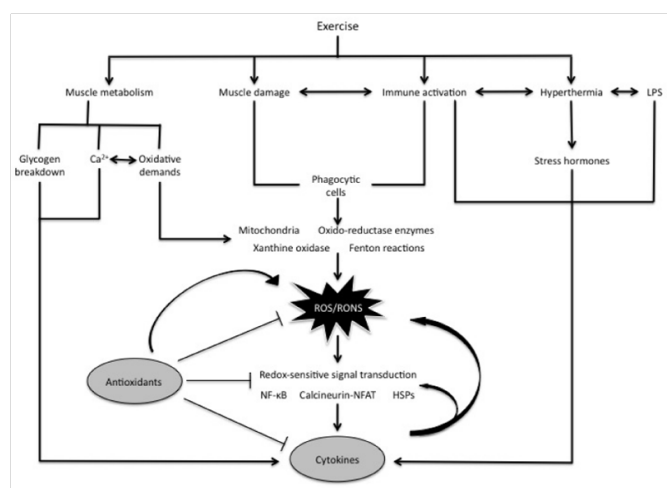 Exercise
Muscle metabolism
Muscle damage
Immune activation
Hyperthermia
LPS
Glycogen
breakdown
Ca²⁺
Oxidative
demands
Stress hormones
Phagocytic
cells
Mitochondria
Oxido-reductase enzymes
Xanthine oxidase
Fenton reactions
ROS/RONS
Antioxidants
Redox-sensitive signal transduction
NF-κB
Calcineurin-NFAT
HSPs
Cytokines